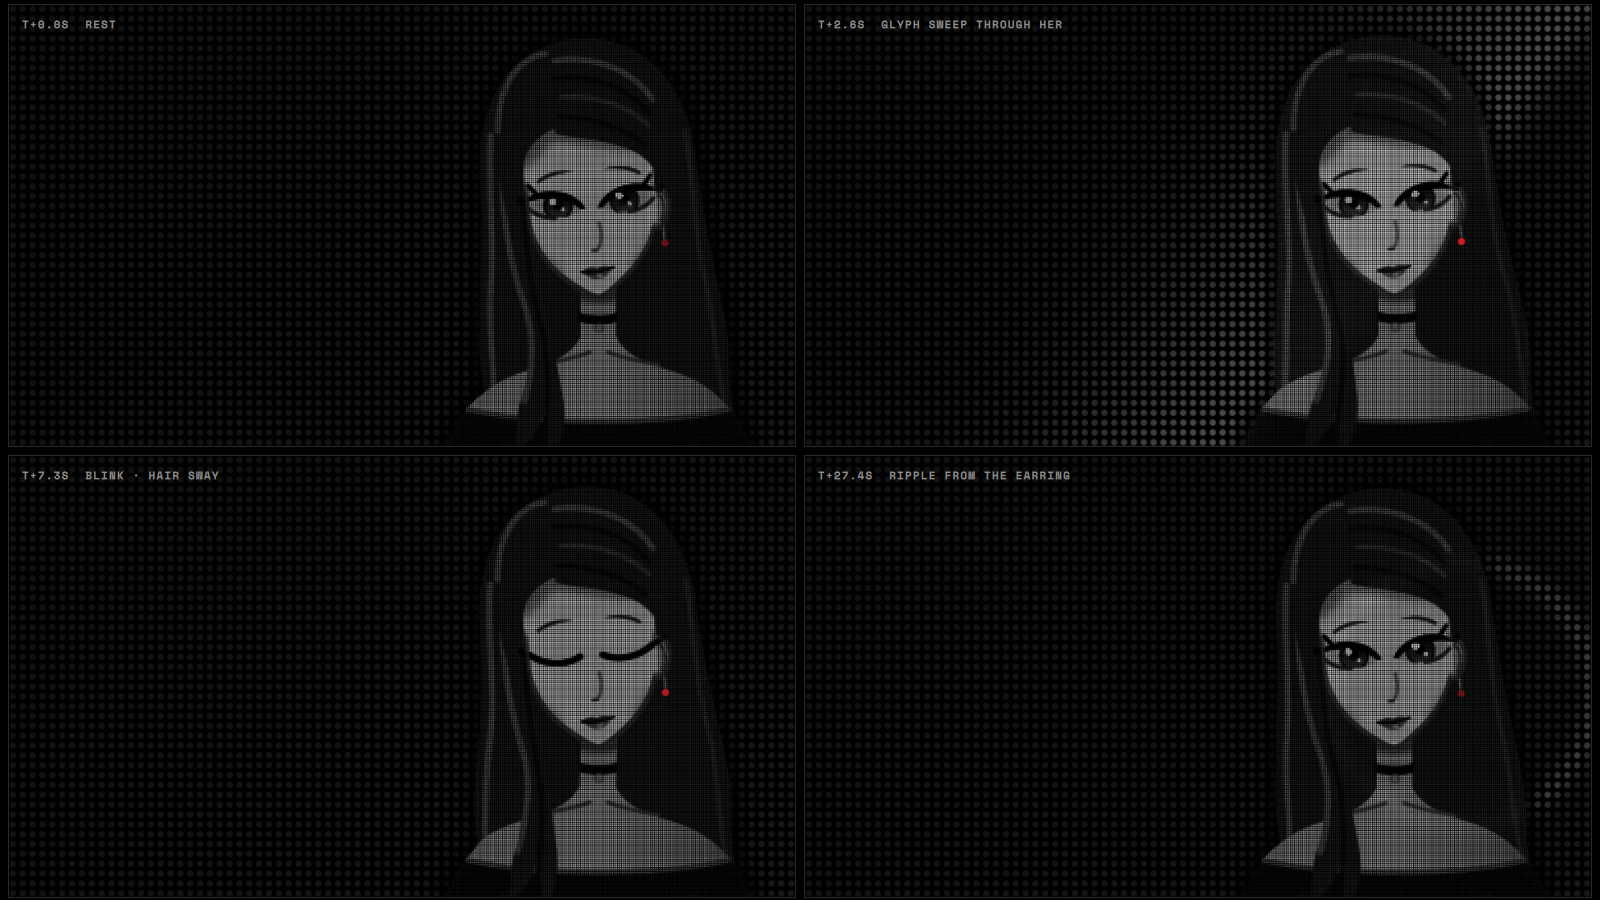 T+0.0S REST
T+2.6S GLYPH SWEEP THROUGH HER
T+7.3S BLINK · HAIR SWAY
T+27.4S RIPPLE FROM THE EARRING